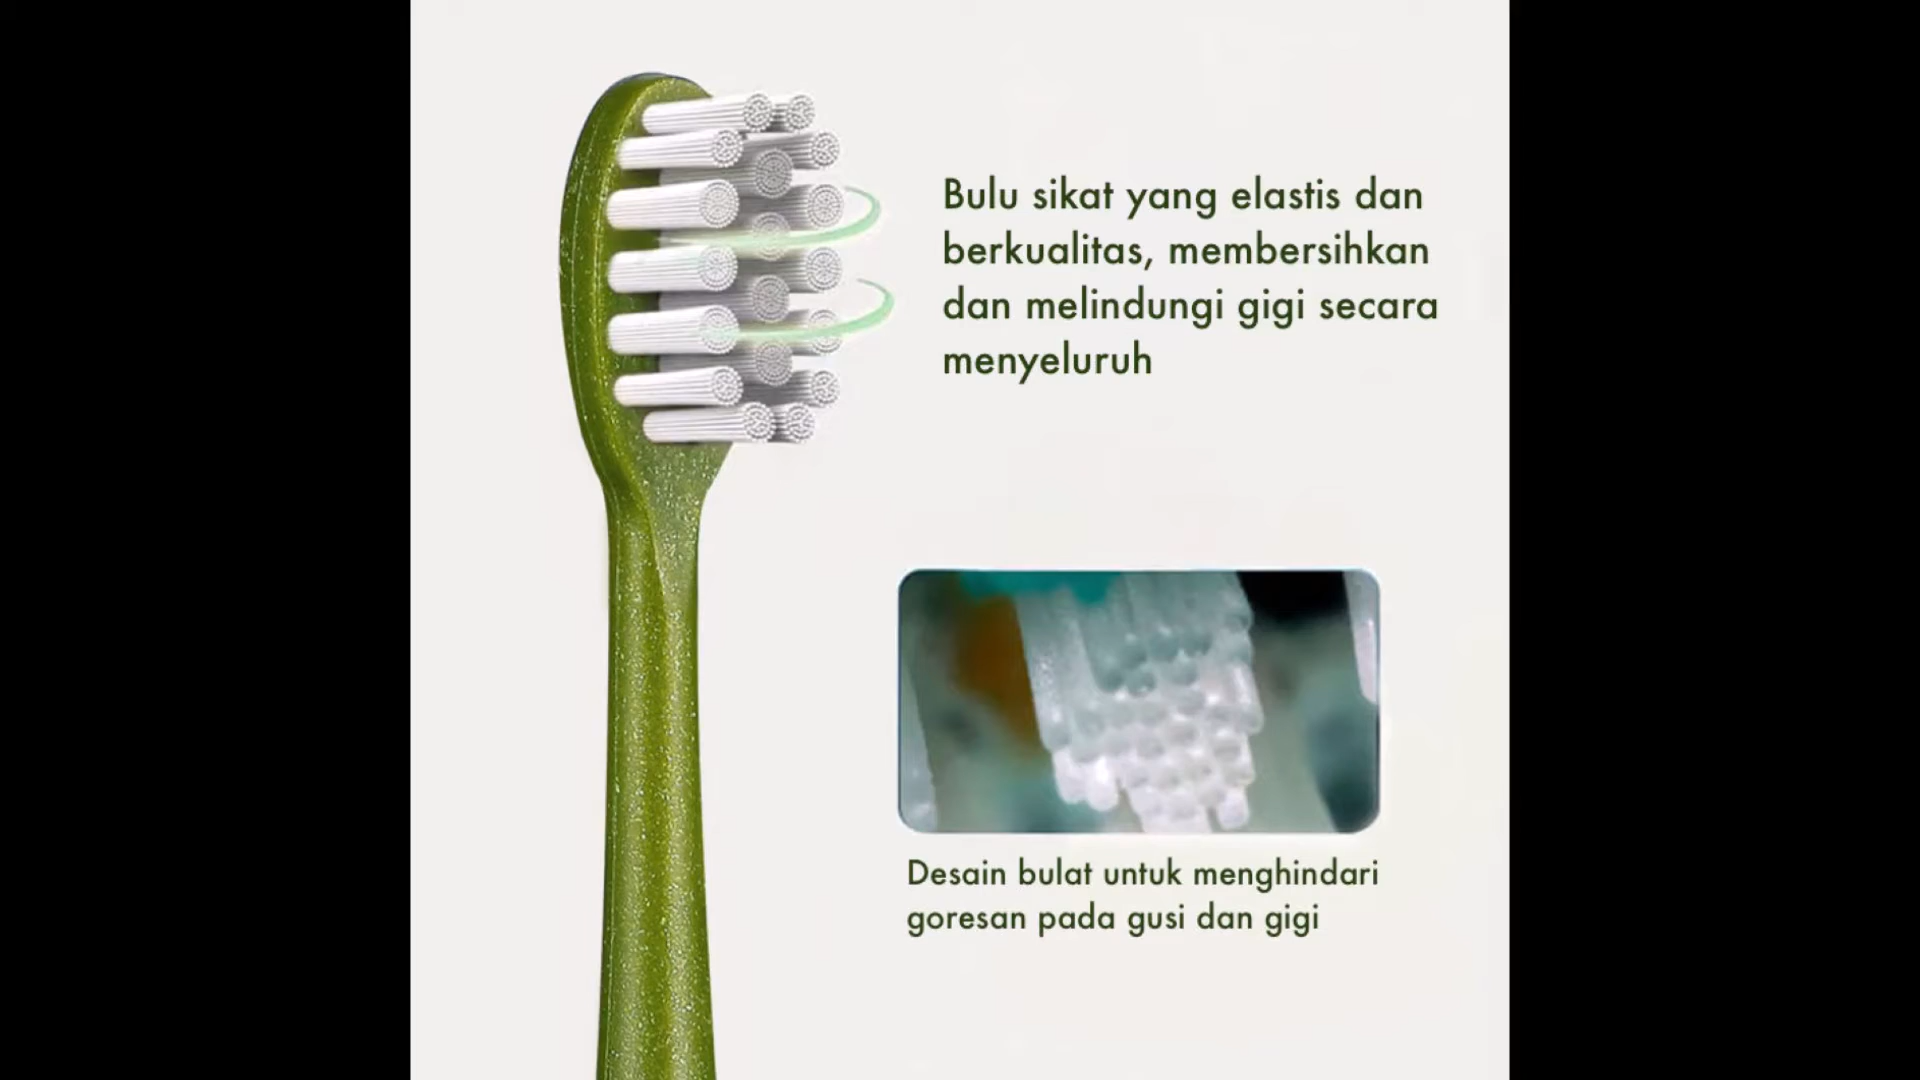 Bulu sikat yang elastis dan
berkualitas, membersihkan
dan melindungi gigi secara
menyeluruh
Desain bulat untuk menghindari
goresan pada gusi dan gigi